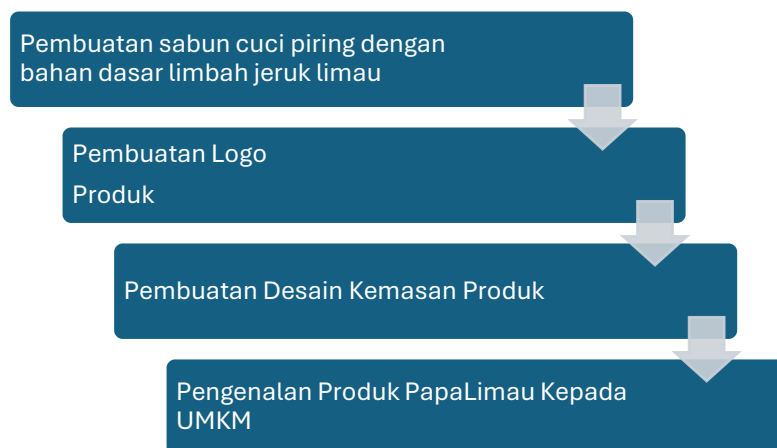 Pembuatan sabun cuci piring dengan
bahan dasar limbah jeruk limau
Pembuatan Logo
Produk
Pembuatan Desain Kemasan Produk
Pengenalan Produk PapaLimau Kepada
UMKM